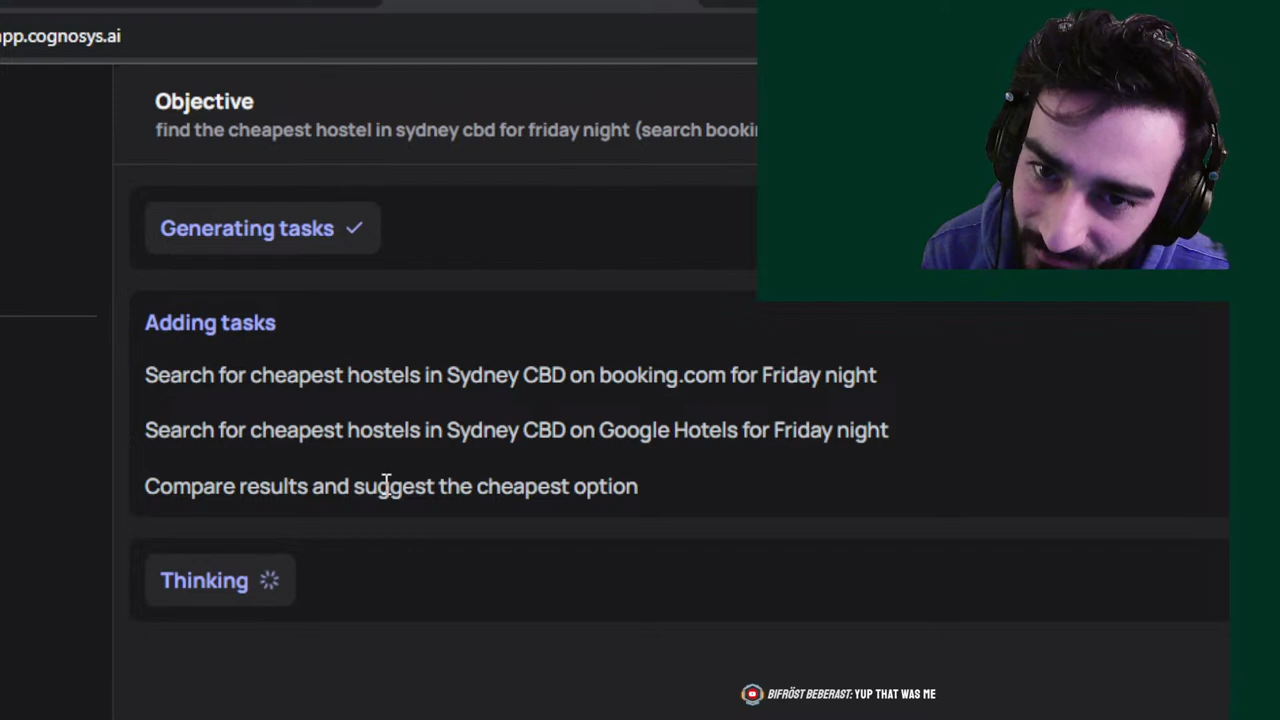 app.cognosys.ai
Objective
find the cheapest hostel in sydney cbd for friday night (search bookin
Generating tasks
Adding tasks
Search for cheapest hostels in Sydney CBD on booking.com for Friday night
Search for cheapest hostels in Sydney CBD on Google Hotels for Friday night
Compare results and suggest the cheapest option
Thinking
BIFRÖST BEBERAST: YUP THAT WAS ME